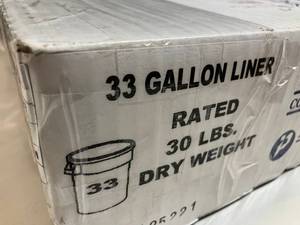 33 GALLON LINER
RATED
30 LBS.
DRY WEIGHT
33